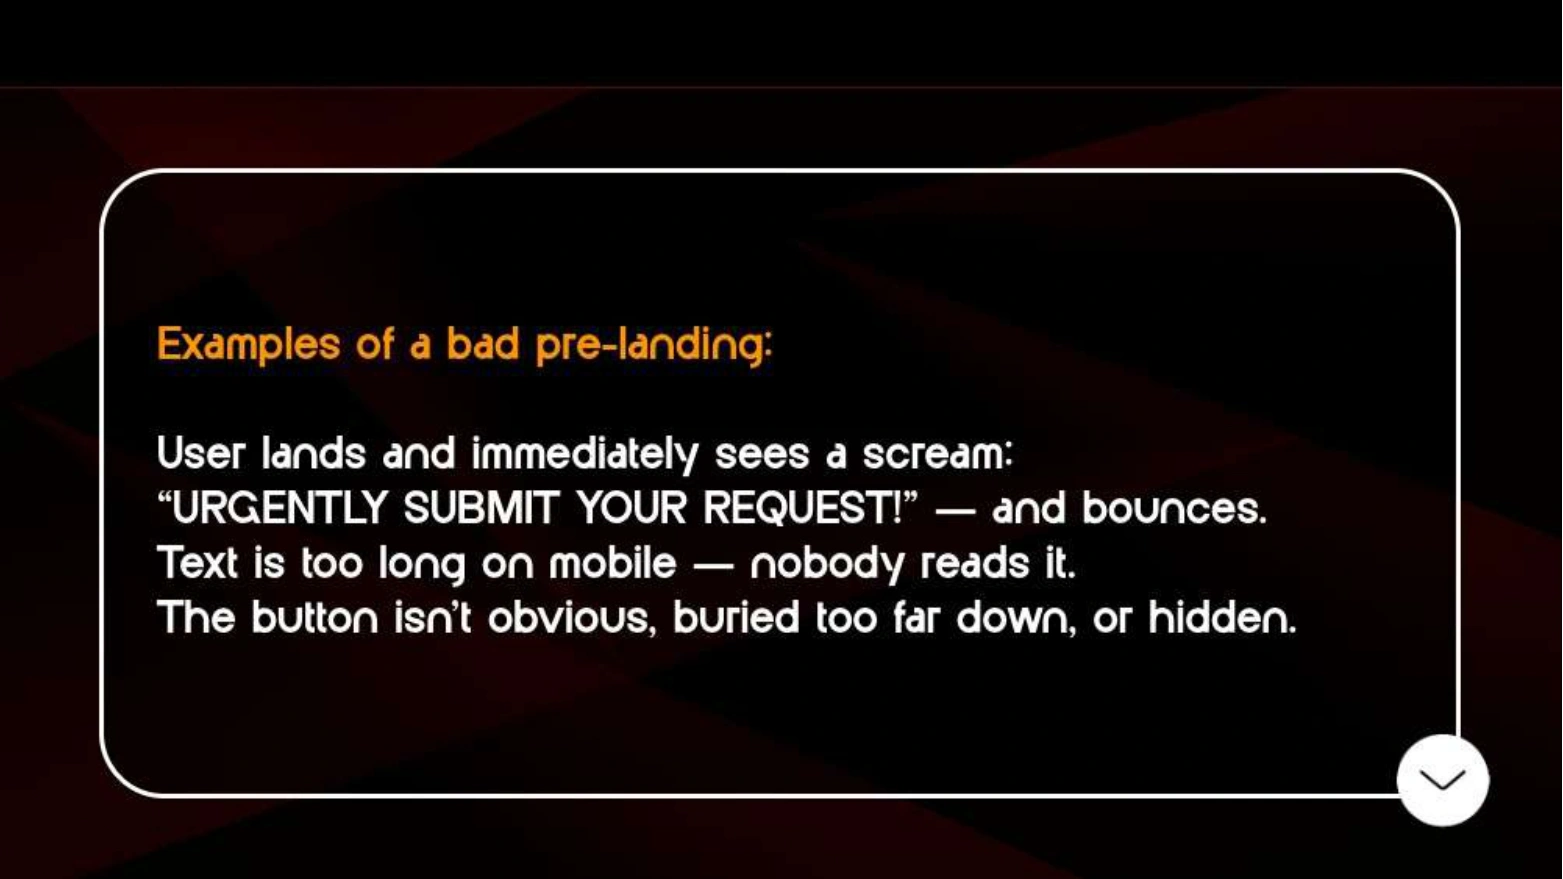 Examples of a bad pre-landing:
User lands and immediately sees a scream:
“URGENTLY SUBMIT YOUR REQUEST!” — and bounces.
Text is too long on mobile — nobody reads it.
The button isn’t obvious, buried too far down, or hidden.